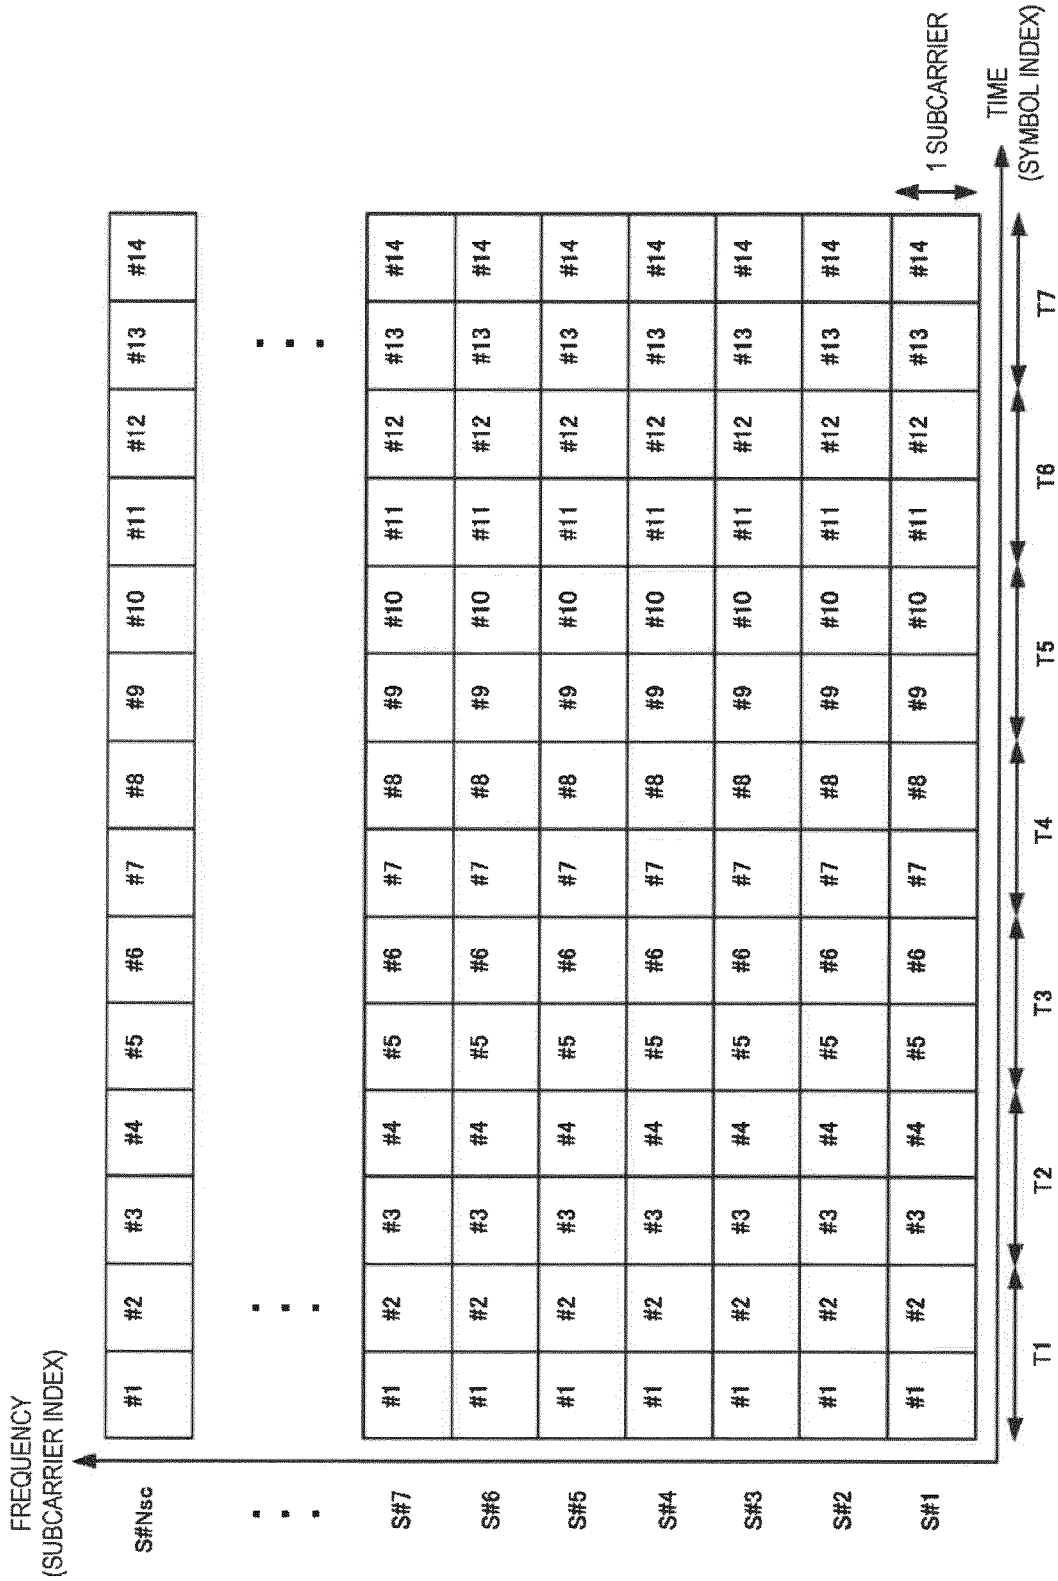 FREQUENCY
(SUBCARRIER INDEX)
S#Nsc #1 #2 #3 #4 #5 #6 #7 #8 #9 #10 #11 #12 #13 #14
S#7 #1 #2 #3 #4 #5 #6 #7 #8 #9 #10 #11 #12 #13 #14
S#6 #1 #2 #3 #4 #5 #6 #7 #8 #9 #10 #11 #12 #13 #14
S#5 #1 #2 #3 #4 #5 #6 #7 #8 #9 #10 #11 #12 #13 #14
S#4 #1 #2 #3 #4 #5 #6 #7 #8 #9 #10 #11 #12 #13 #14
S#3 #1 #2 #3 #4 #5 #6 #7 #8 #9 #10 #11 #12 #13 #14
S#2 #1 #2 #3 #4 #5 #6 #7 #8 #9 #10 #11 #12 #13 #14
S#1 #1 #2 #3 #4 #5 #6 #7 #8 #9 #10 #11 #12 #13 #14
1 SUBCARRIER
TIME
(SYMBOL INDEX)
T1 T2 T3 T4 T5 T6 T7